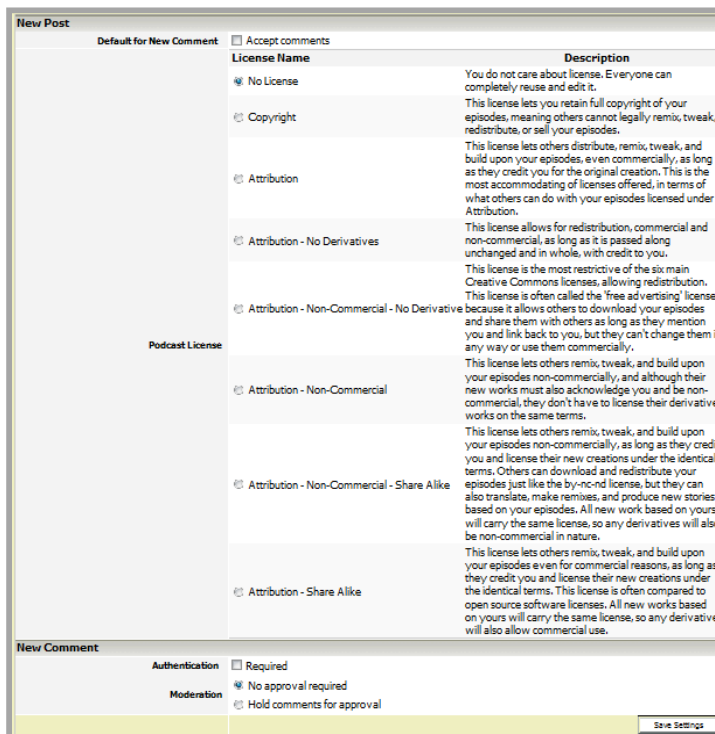 New Post
Default for New Comment Accept comments
License Name Description
No License
You do not care about license. Everyone can
completely reuse and edit it.
Copyright
This license lets you retain full copyright of your
episodes, meaning others cannot legally remix, tweak,
redistribute, or sell your episodes.
Attribution
This license lets others distribute, remix, tweak, and
build upon your episodes, even commercially, as long
as they credit you for the original creation. This is the
most accommodating of licenses offered, in terms of
what others can do with your episodes licensed under
Attribution.
Attribution - No Derivatives
This license allows for redistribution, commercial and
non-commercial, as long as it is passed along
unchanged and in whole, with credit to you.
Podcast License
Attribution - Non-Commercial - No Derivative
This license is the most restrictive of the six main
Creative Commons licenses, allowing redistribution.
This license is often called the 'free advertising' license
because it allows others to download your episodes
and share them with others as long as they mention
you and link back to you, but they can't change them
any way or use them commercially.
Attribution - Non-Commercial
This license lets others remix, tweak, and build upon
your episodes non-commercially, and although their
new works must also acknowledge you and be non-
commercial, they don't have to license their derivative
works on the same terms.
Attribution - Non-Commercial - Share Alike
This license lets others remix, tweak, and build upon
your episodes non-commercially, as long as they credi
you and license their new creations under the identical
terms. Others can download and redistribute your
episodes just like the by-nc-nd license, but they can
also translate, make remixes, and produce new stories
based on your episodes. All new work based on yours
will carry the same license, so any derivatives will also
be non-commercial in nature.
Attribution - Share Alike
This license lets others remix, tweak, and build upon
your episodes even for commercial reasons, as long as
they credit you and license their new creations under
the identical terms. This license is often compared to
open source software licenses. All new works based
on yours will carry the same license, so any derivative
will also allow commercial use.
New Comment
Authentication Required
Moderation
No approval required
Hold comments for approval
Save Settings